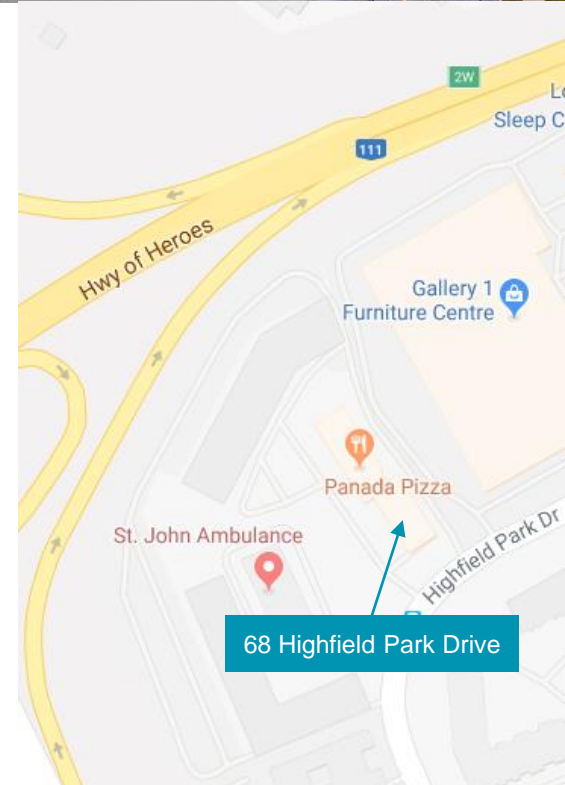 2W
Sleep C
111
Hwy of Heroes
Gallery 1
Furniture Centre
Panada Pizza
St. John Ambulance
Highfield Park Dr
68 Highfield Park Drive